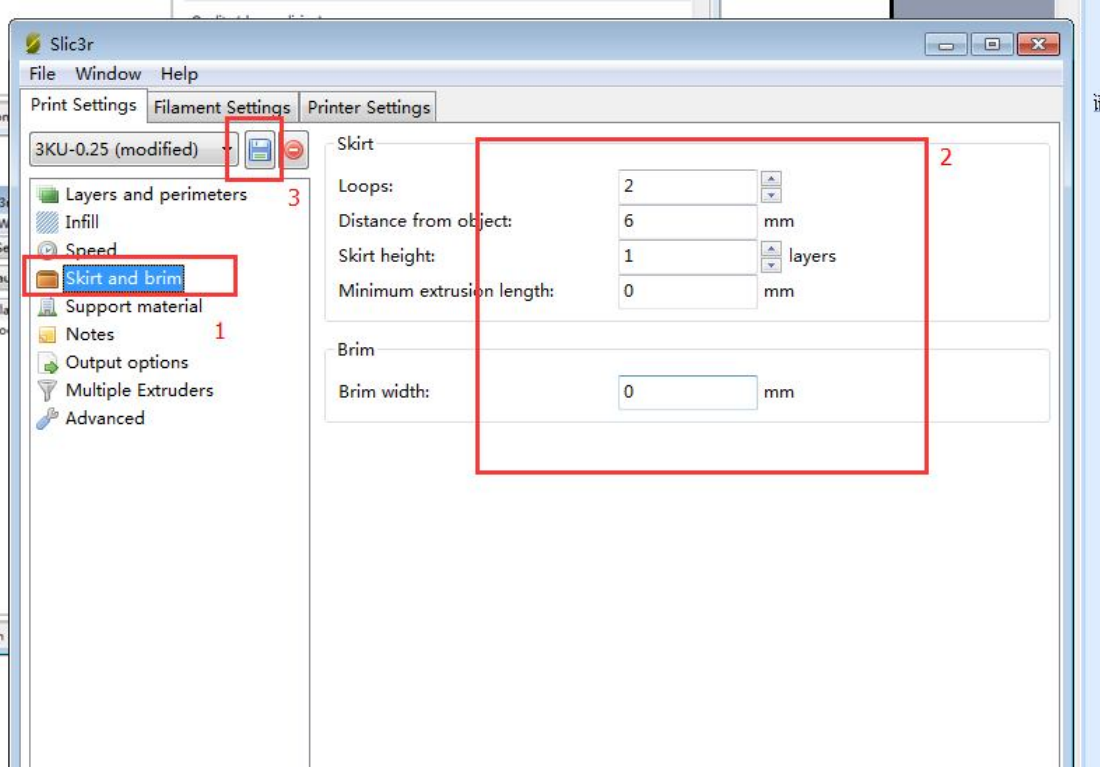 Slic3r
File Window Help
Print Settings Filament Settings Printer Settings
3KU-0.25 (modified)
3
Layers and perimeters
Infill
Speed
Skirt and brim
1
Support material
Notes
Output options
Multiple Extruders
Advanced
Skirt
2
Loops: 2
Distance from object: 6 mm
Skirt height: 1 layers
Minimum extrusion length: 0 mm
Brim
Brim width: 0 mm